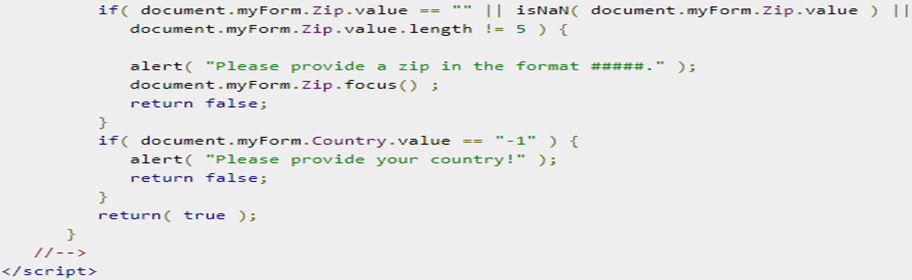 if( document.myForm.Zip.value == "" || isNaN( document.myForm.Zip.value ) ||
document.myForm.Zip.value.length != 5 ) {
alert( "Please provide a zip in the format #####." );
document.myForm.Zip.focus() ;
return false;
}
if( document.myForm.Country.value == "-1" ) {
alert( "Please provide your country!" );
return false;
}
return( true );
}
//-->
</script>